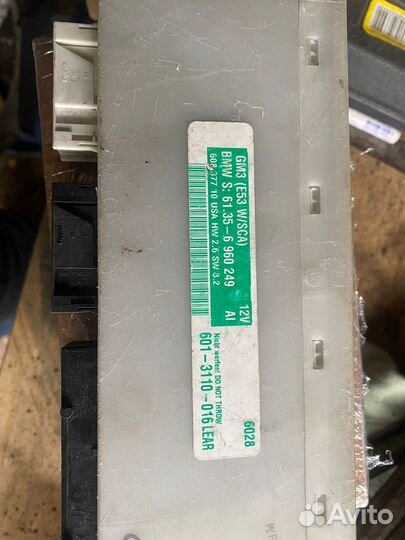 GM3 (E53 W/SCA) 12V
BMW S: 61.35-6 960 249 AI
608 377 10 USA HW 2.6 SW 3.2
Nicht werfen! DO NOT THROW
601-3110-016 LEAR
6028
Avito